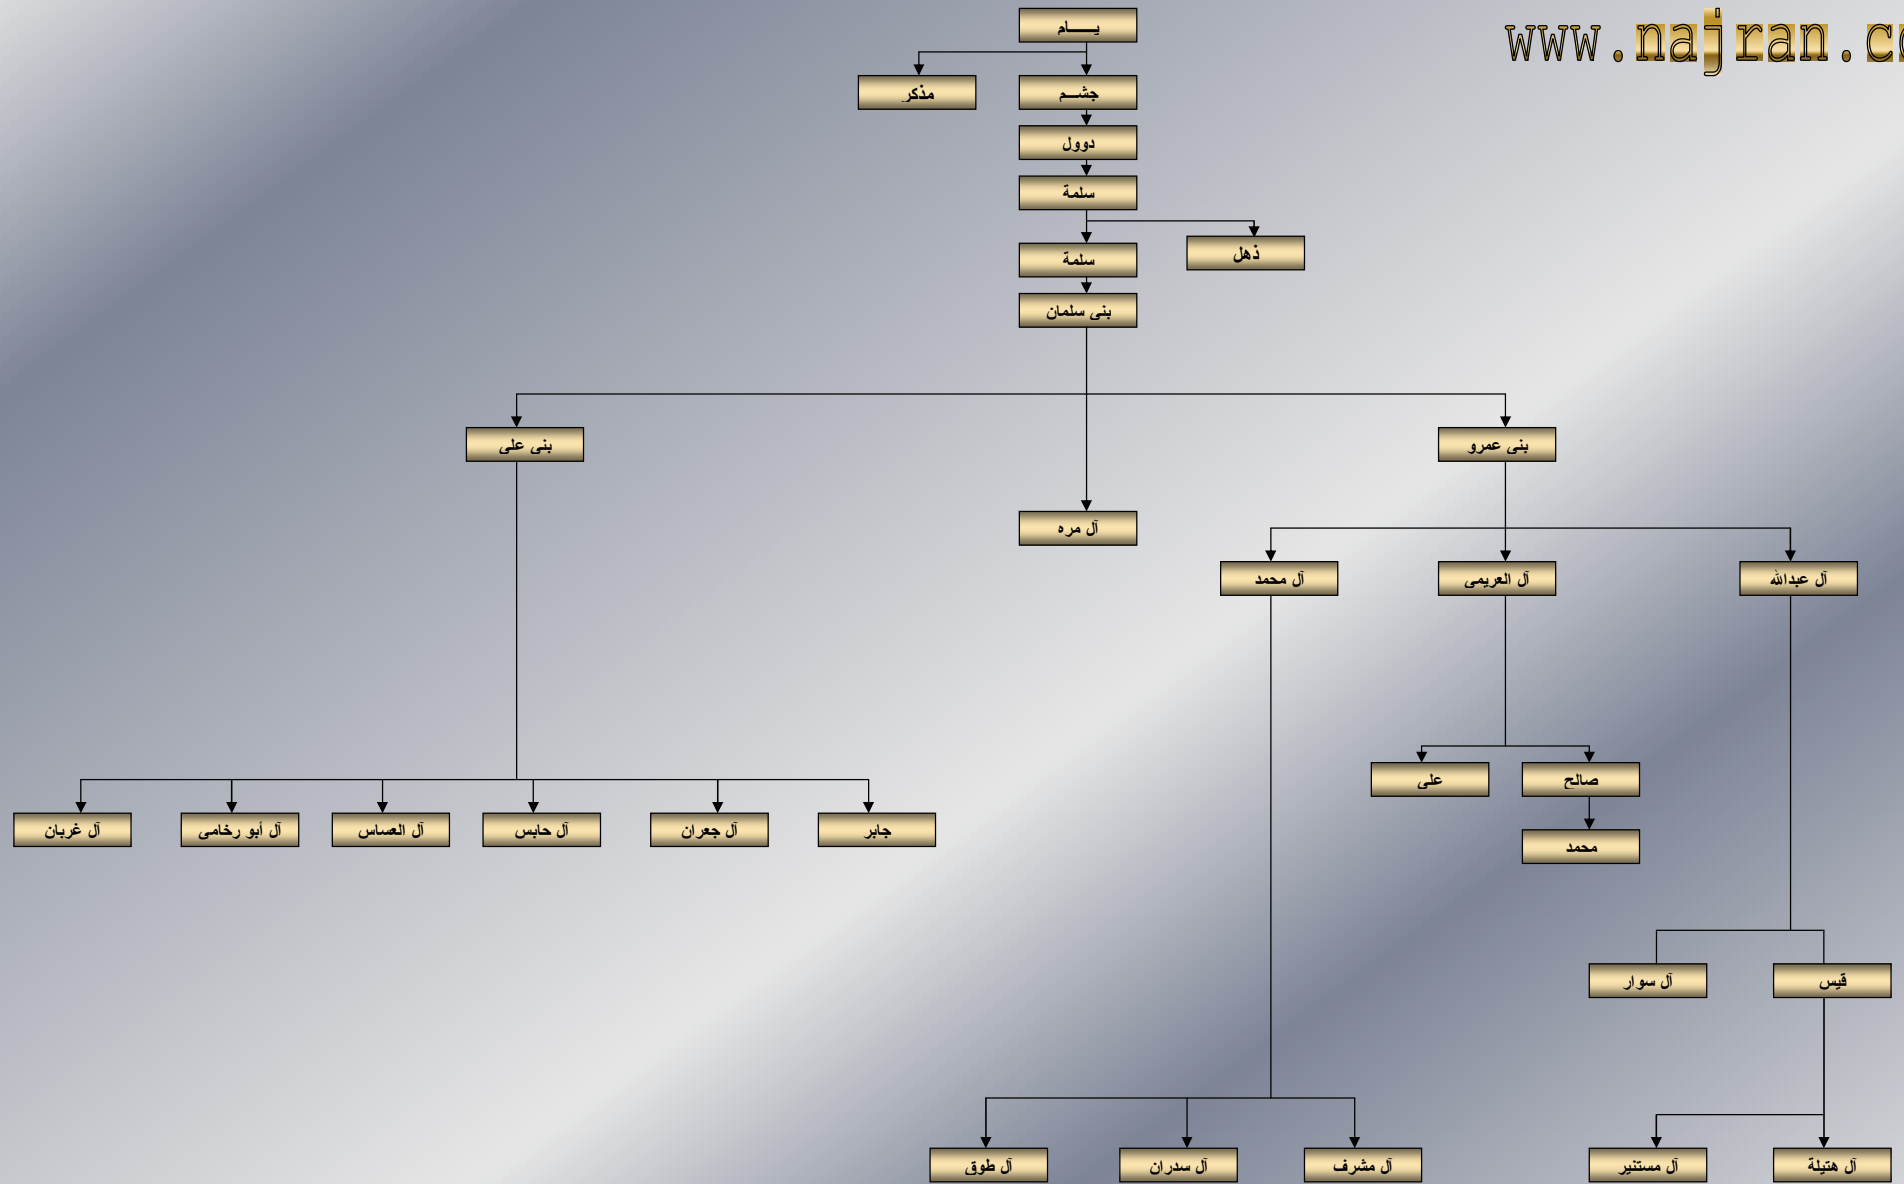 يـــــام
www.najran.co
مذكر
جشـــم
دوول
سلمة
ذهل
سلمة
بنى سلمان
بنى على
بنى عمرو
آل مره
آل محمد
آل العريمى
آل عبدالله
على
صالح
آل غربان
آل أبو رخامى
آل العساس
آل حابس
آل جعران
جابر
محمد
آل سوار
قيس
آل طوق
آل سدران
آل مشرف
آل مستنير
آل هتيلة